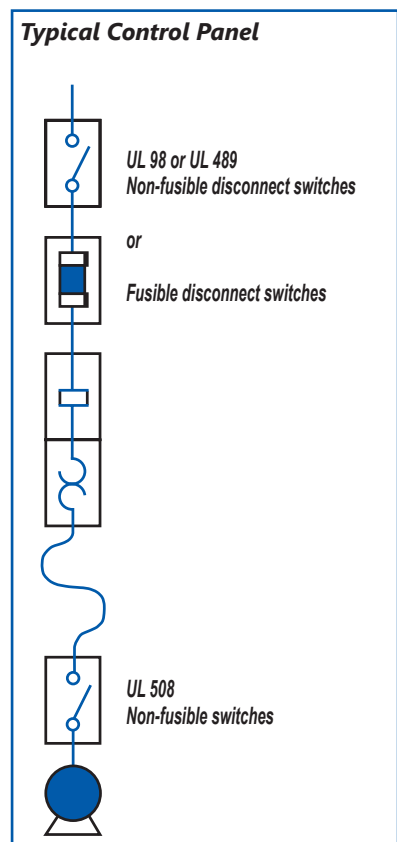 Typical Control Panel
UL 98 or UL 489
Non-fusible disconnect switches
or
Fusible disconnect switches
UL 508
Non-fusible switches